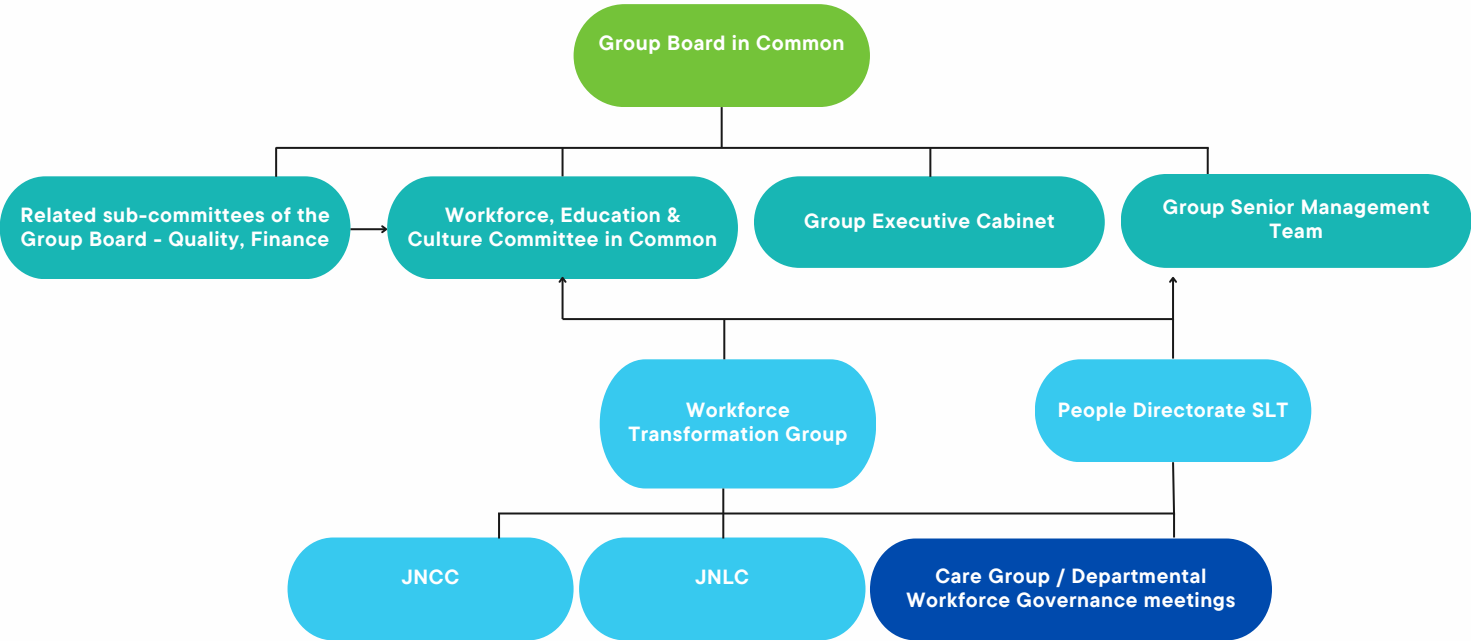 Group Board in Common
Related sub-committees of the
Group Board - Quality, Finance
Workforce, Education &
Culture Committee in Common
Group Executive Cabinet
Group Senior Management
Team
Workforce
Transformation Group
People Directorate SLT
JNCC
JNLC
Care Group / Departmental
Workforce Governance meetings